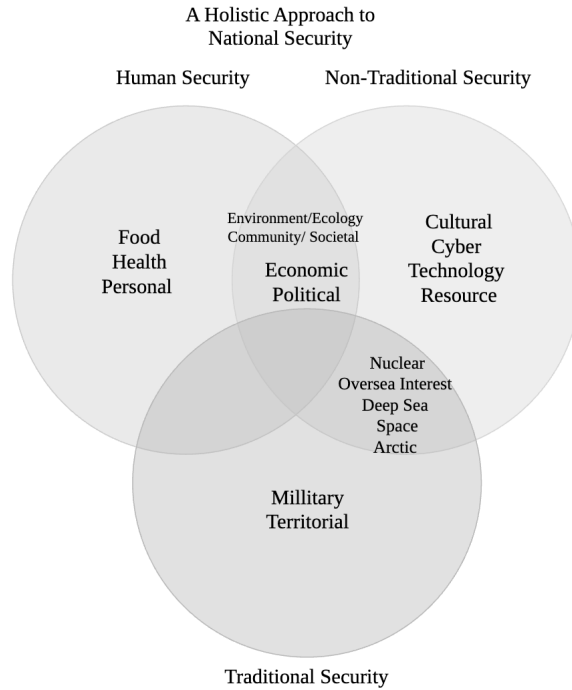 A Holistic Approach to
National Security
Human Security
Non-Traditional Security
Environment/Ecology
Community/ Societal
Economic
Political
Food
Health
Personal
Cultural
Cyber
Technology
Resource
Nuclear
Oversea Interest
Deep Sea
Space
Arctic
Millitary
Territorial
Traditional Security